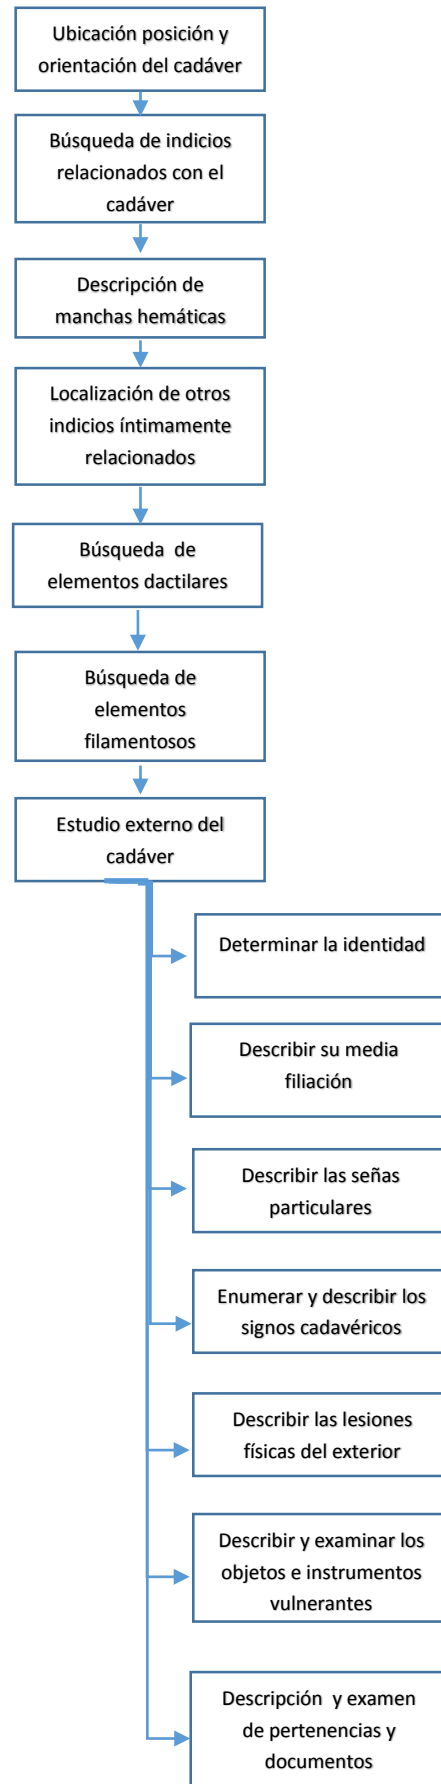 Ubicación posición y
orientación del cadáver
Búsqueda de indicios
relacionados con el
cadáver
Descripción de
manchas hemáticas
Localización de otros
indicios íntimamente
relacionados
Búsqueda de
elementos dactilares
Búsqueda de
elementos
filamentosos
Estudio externo del
cadáver
Determinar la identidad
Describir su media
filiación
Describir las señas
particulares
Enumerar y describir los
signos cadavéricos
Describir las lesiones
físicas del exterior
Describir y examinar los
objetos e instrumentos
vulnerantes
Descripción y examen
de pertenencias y
documentos